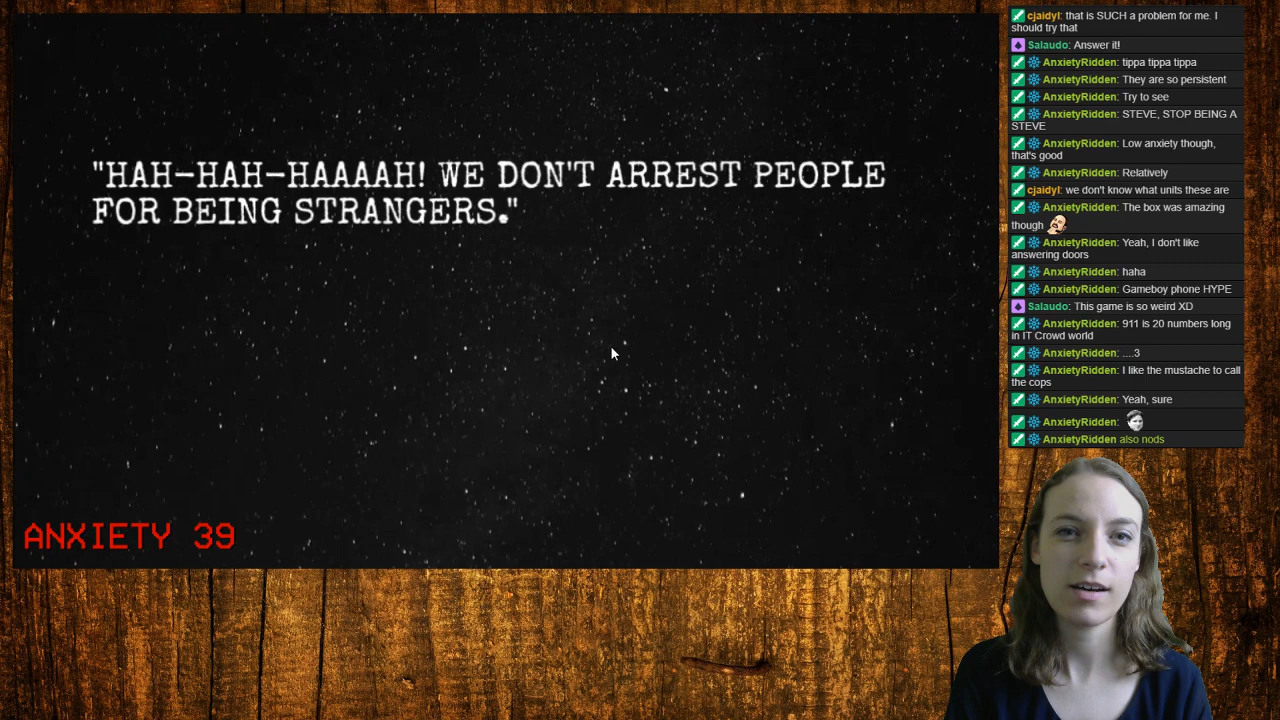 "HAH-HAH-HAAAAH! WE DON'T ARREST PEOPLE
FOR BEING STRANGERS."
ANXIETY 39
cjaidyl: that is SUCH a problem for me. I
should try that
Salaudo: Answer it!
AnxietyRidden: tippa tippa tippa
AnxietyRidden: They are so persistent
AnxietyRidden: Try to see
AnxietyRidden: STEVE, STOP BEING A
STEVE
AnxietyRidden: Low anxiety though,
that's good
AnxietyRidden: Relatively
cjaidyl: we don't know what units these are
AnxietyRidden: The box was amazing
though
AnxietyRidden: Yeah, I don't like
answering doors
AnxietyRidden: haha
AnxietyRidden: Gameboy phone HYPE
Salaudo: This game is so weird XD
AnxietyRidden: 911 is 20 numbers long
in IT Crowd world
AnxietyRidden: ....3
AnxietyRidden: I like the mustache to call
the cops
AnxietyRidden: Yeah, sure
AnxietyRidden:
AnxietyRidden also nods